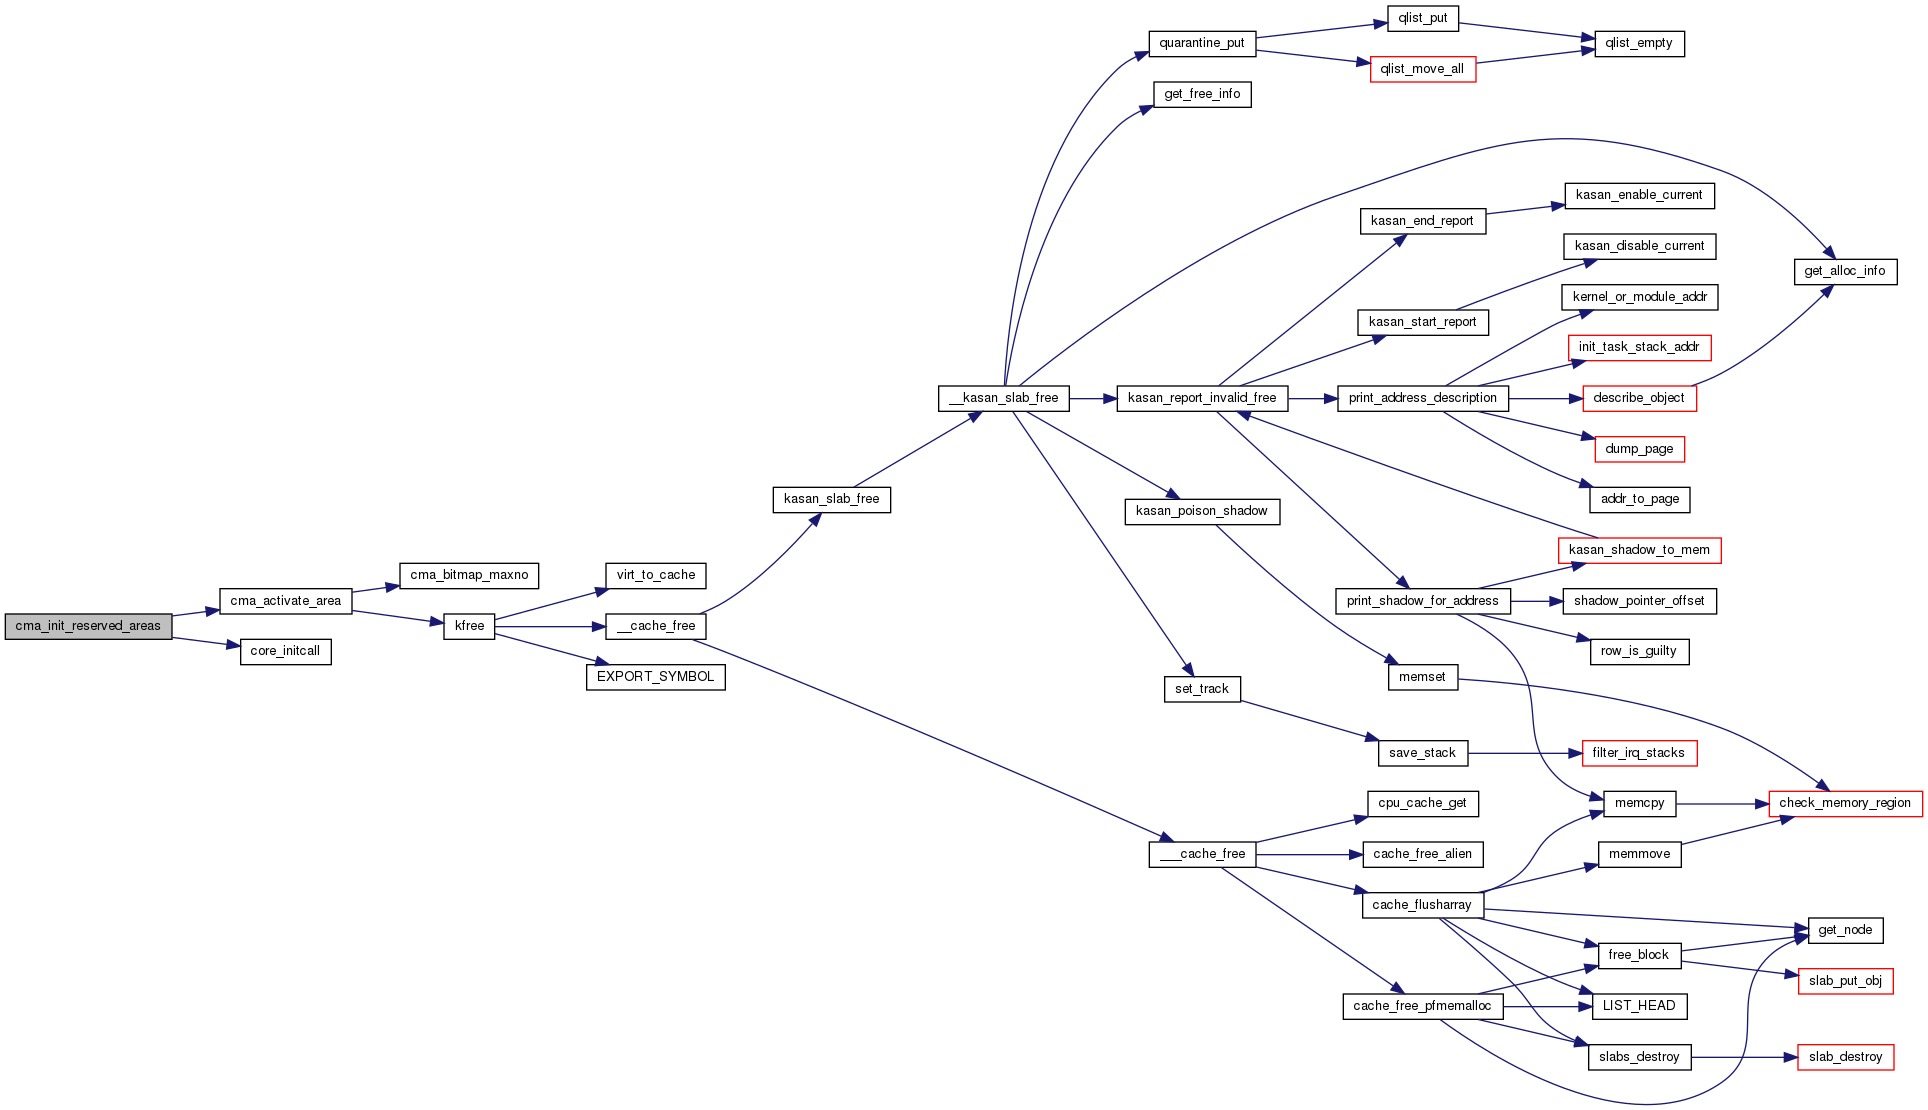 qlist_put
quarantine_put
qlist_empty
qlist_move_all
get_free_info
kasan_enable_current
kasan_end_report
kasan_disable_current
get_alloc_info
kernel_or_module_addr
kasan_start_report
init_task_stack_addr
__kasan_slab_free
kasan_report_invalid_free
print_address_description
describe_object
dump_page
kasan_slab_free
addr_to_page
kasan_poison_shadow
kasan_shadow_to_mem
cma_bitmap_maxno
virt_to_cache
cma_activate_area
print_shadow_for_address
shadow_pointer_offset
cma_init_reserved_areas
kfree
__cache_free
core_initcall
row_is_guilty
EXPORT_SYMBOL
memset
set_track
save_stack
filter_irq_stacks
cpu_cache_get
memcpy
check_memory_region
___cache_free
cache_free_alien
memmove
cache_flusharray
get_node
free_block
slab_put_obj
cache_free_pfmemalloc
LIST_HEAD
slabs_destroy
slab_destroy